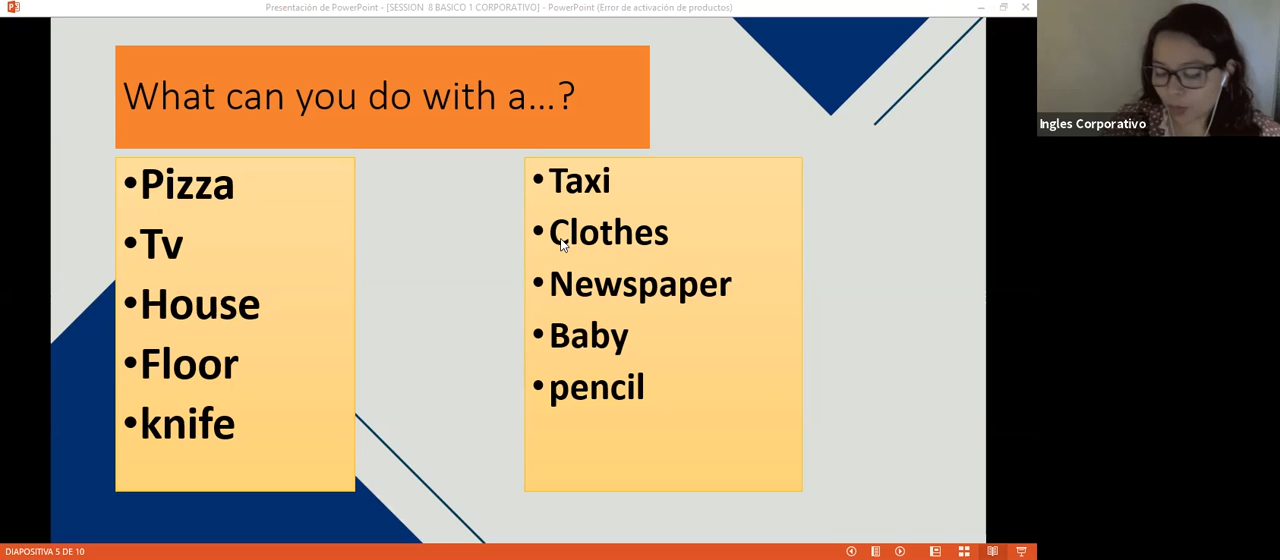 Presentación de PowerPoint - [SESSION 8 BASICO 1 CORPORATIVO] - PowerPoint (Error de activación de productos)
Ingles Corporativo
What can you do with a...?
•Pizza
•Tv
•House
•Floor
•knife
•Taxi
•Clothes
•Newspaper
•Baby
•pencil
DIAPOSITIVA 5 DE 10